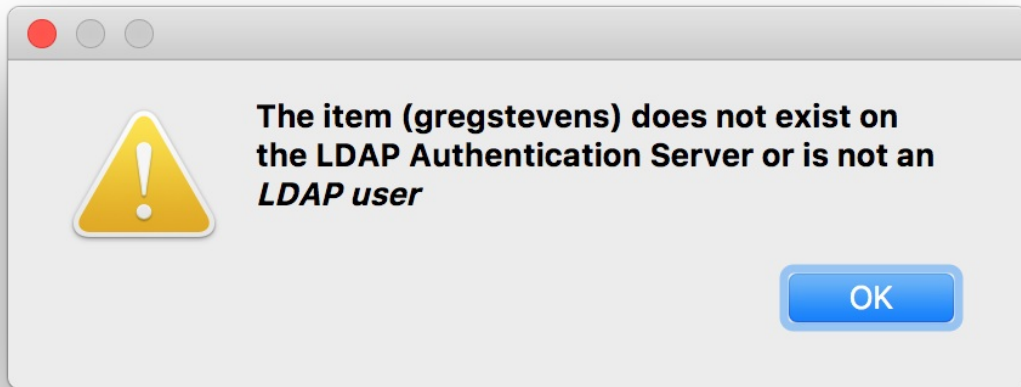 The item (gregstevens) does not exist on
the LDAP Authentication Server or is not an
LDAP user
OK